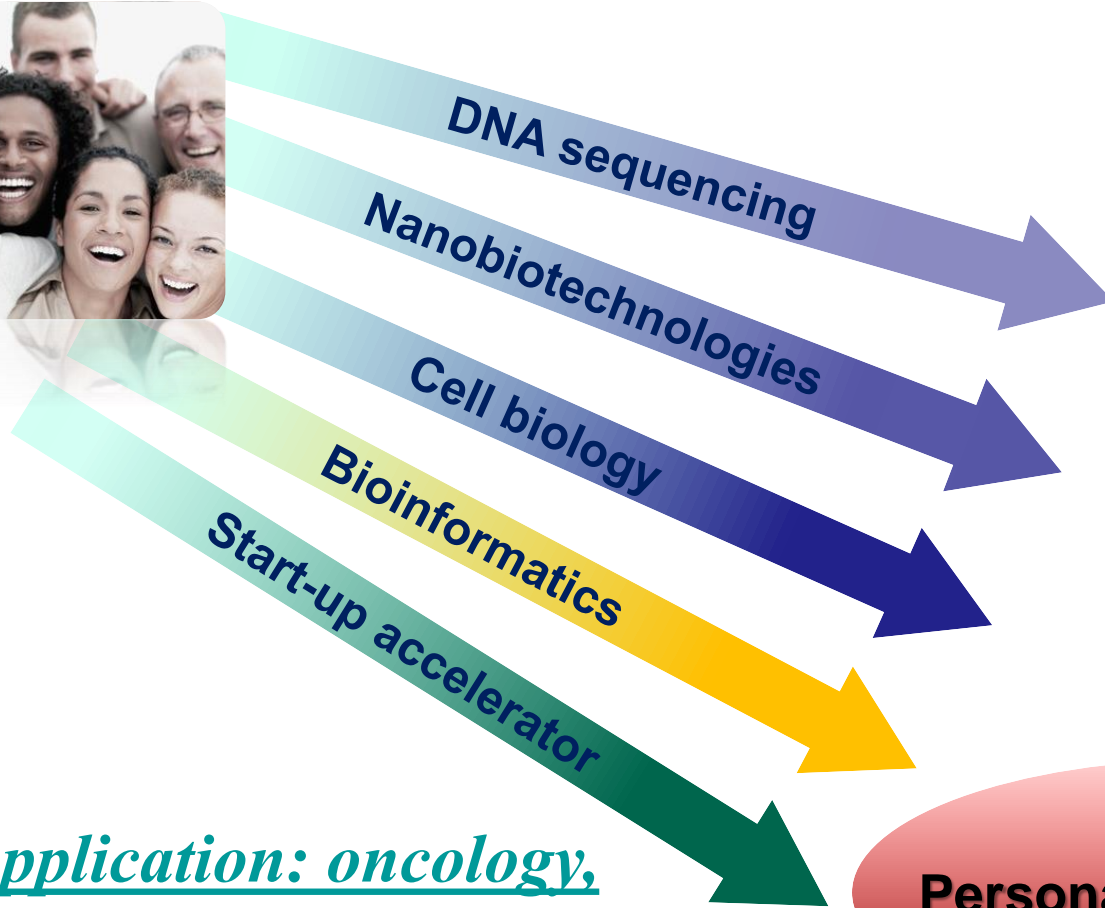 DNA sequencing
Nanobiotechnologies
Cell biology
Bioinformatics
Start-up accelerator
pplication: oncology,
Persona